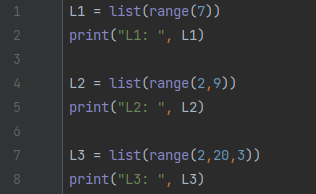 1 L1 = list(range(7))
2 print("L1: ", L1)
3
4 L2 = list(range(2,9))
5 print("L2: ", L2)
6
7 L3 = list(range(2,20,3))
8 print("L3: ", L3)